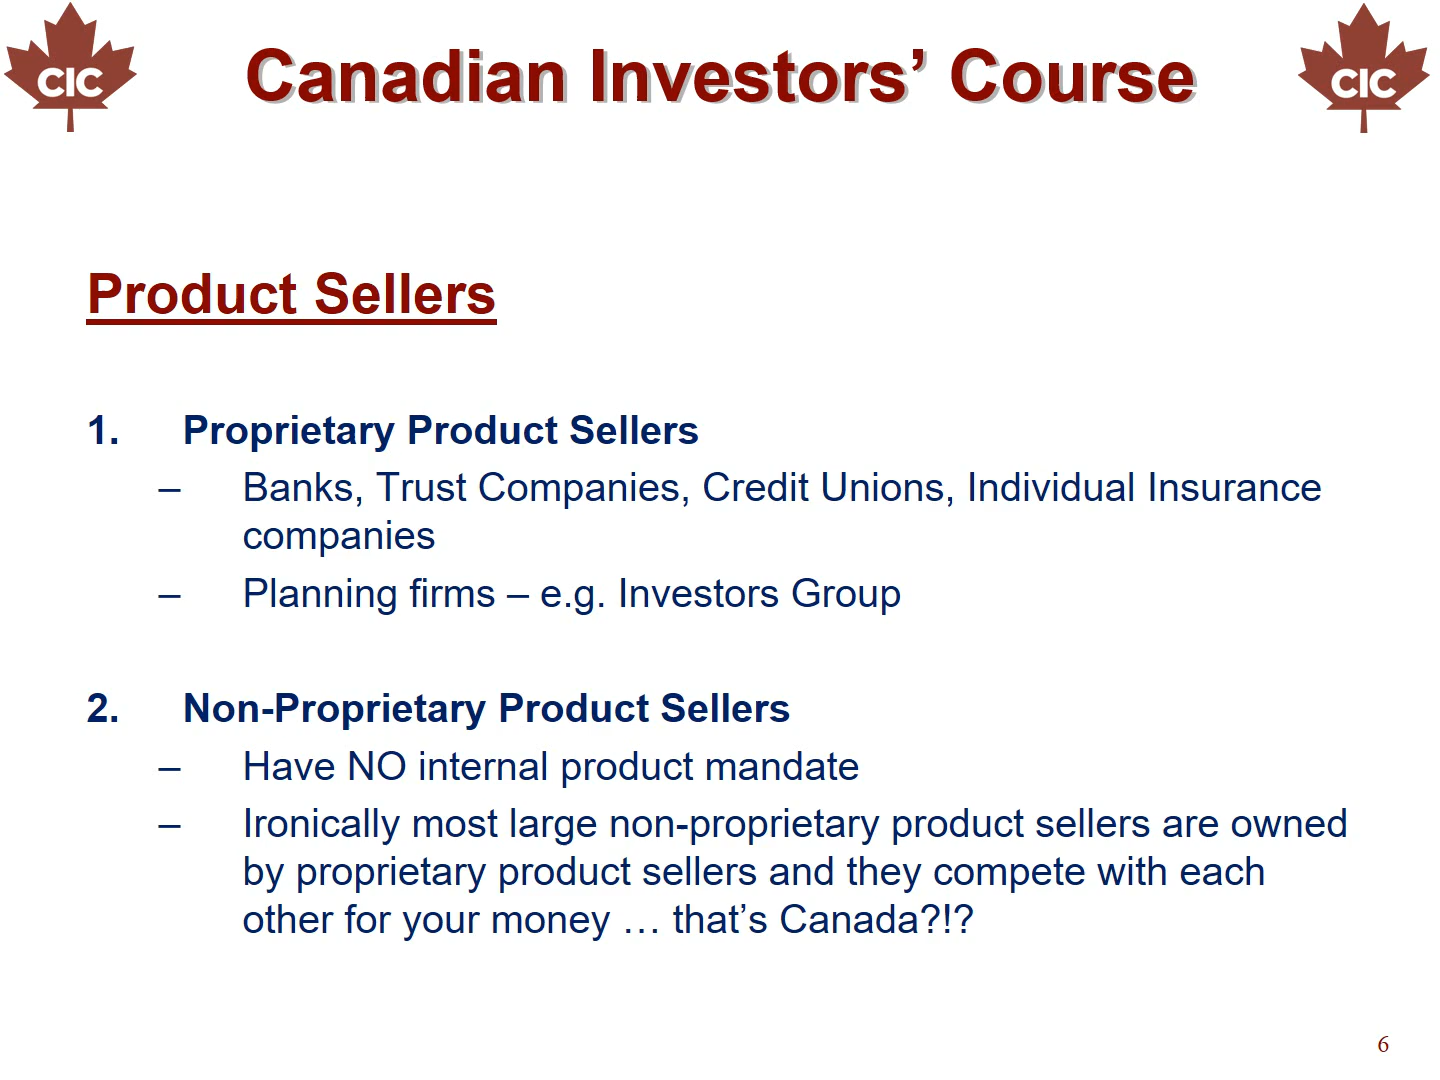 CIC
Canadian Investors’ Course
CIC
Product Sellers
1. Proprietary Product Sellers
– Banks, Trust Companies, Credit Unions, Individual Insurance
companies
– Planning firms – e.g. Investors Group
2. Non-Proprietary Product Sellers
– Have NO internal product mandate
– Ironically most large non-proprietary product sellers are owned
by proprietary product sellers and they compete with each
other for your money … that’s Canada?!?
6